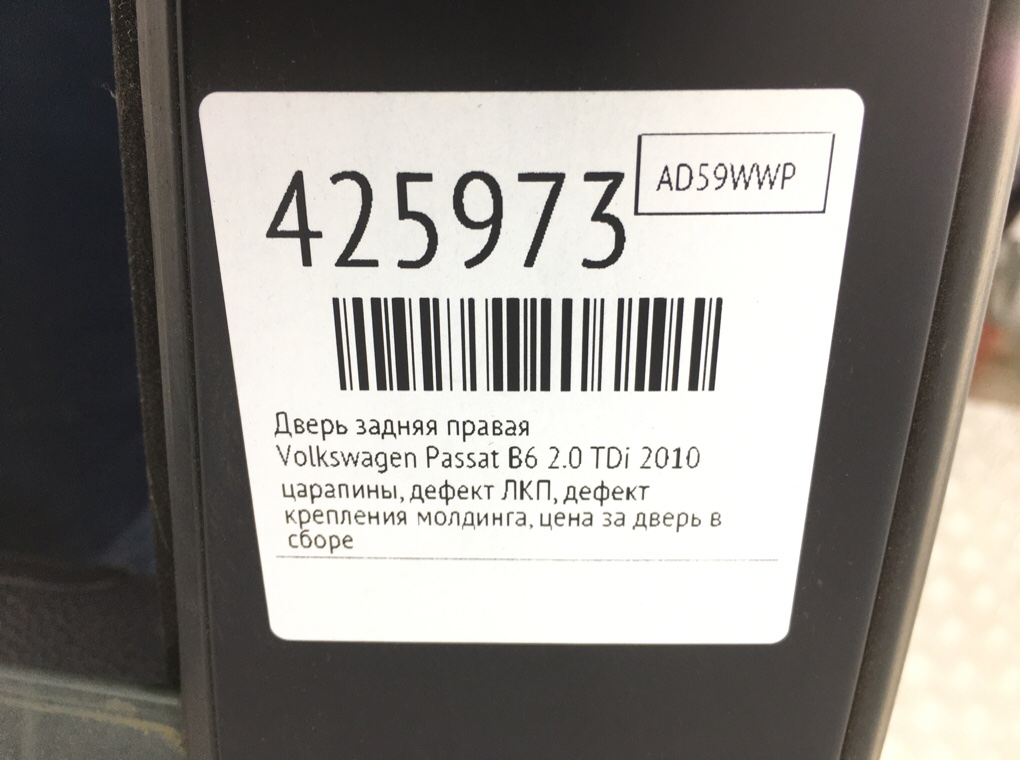 425973
AD59WWP
Дверь задняя правая
Volkswagen Passat B6 2.0 TDi 2010
царапины, дефект ЛКП, дефект
крепления молдинга, цена за дверь в
сборе